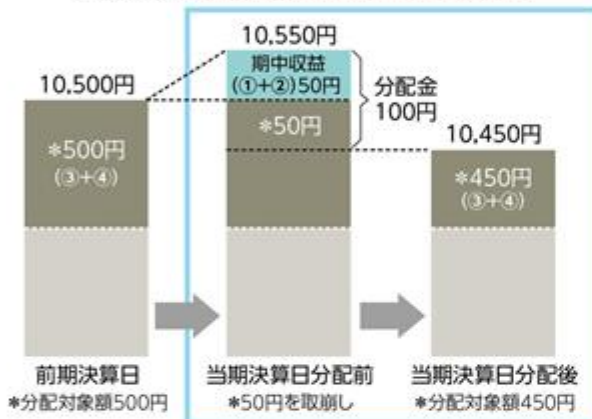 10,550円
期中収益
(①+②)50円
10,500円
分配金
100円
*50円
10,450円
*500円
(③+④)
*450円
(③+④)
前期決算日
当期決算日分配前
当期決算日分配後
*分配対象額500円
*50円を取崩し
*分配対象額450円